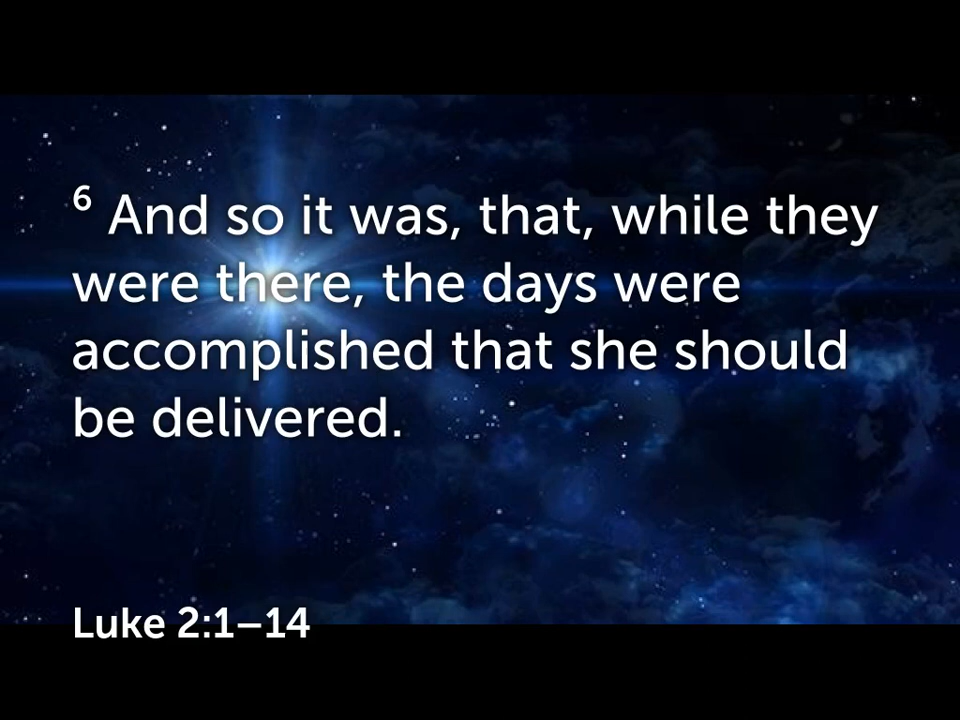 6 And so it was, that, while they
were there, the days were
accomplished that she should
be delivered.
Luke 2:1–14